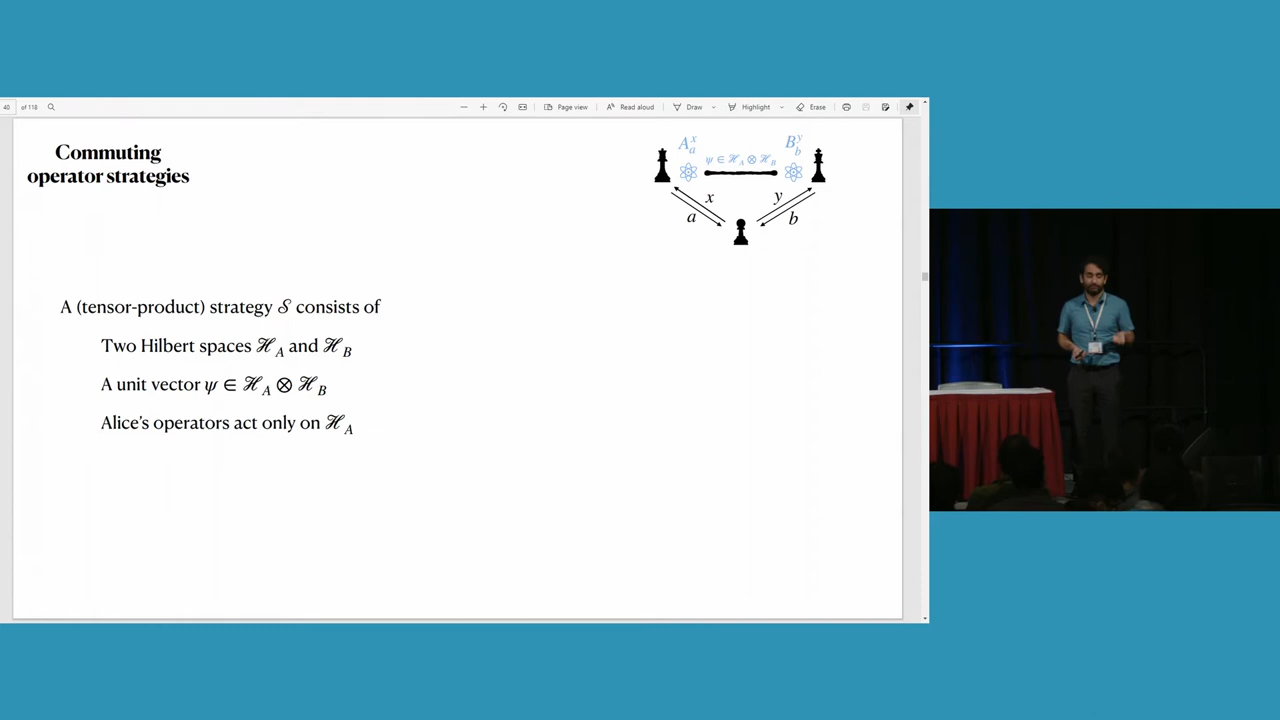 40 of 118 Page view Read aloud Draw Highlight Erase
Commuting
operator strategies
A_a^x B_b^y
ψ ∈ ℋ_A ⊗ ℋ_B
x y
a b
A (tensor-product) strategy 𝒮 consists of
Two Hilbert spaces ℋ_A and ℋ_B
A unit vector ψ ∈ ℋ_A ⊗ ℋ_B
Alice’s operators act only on ℋ_A